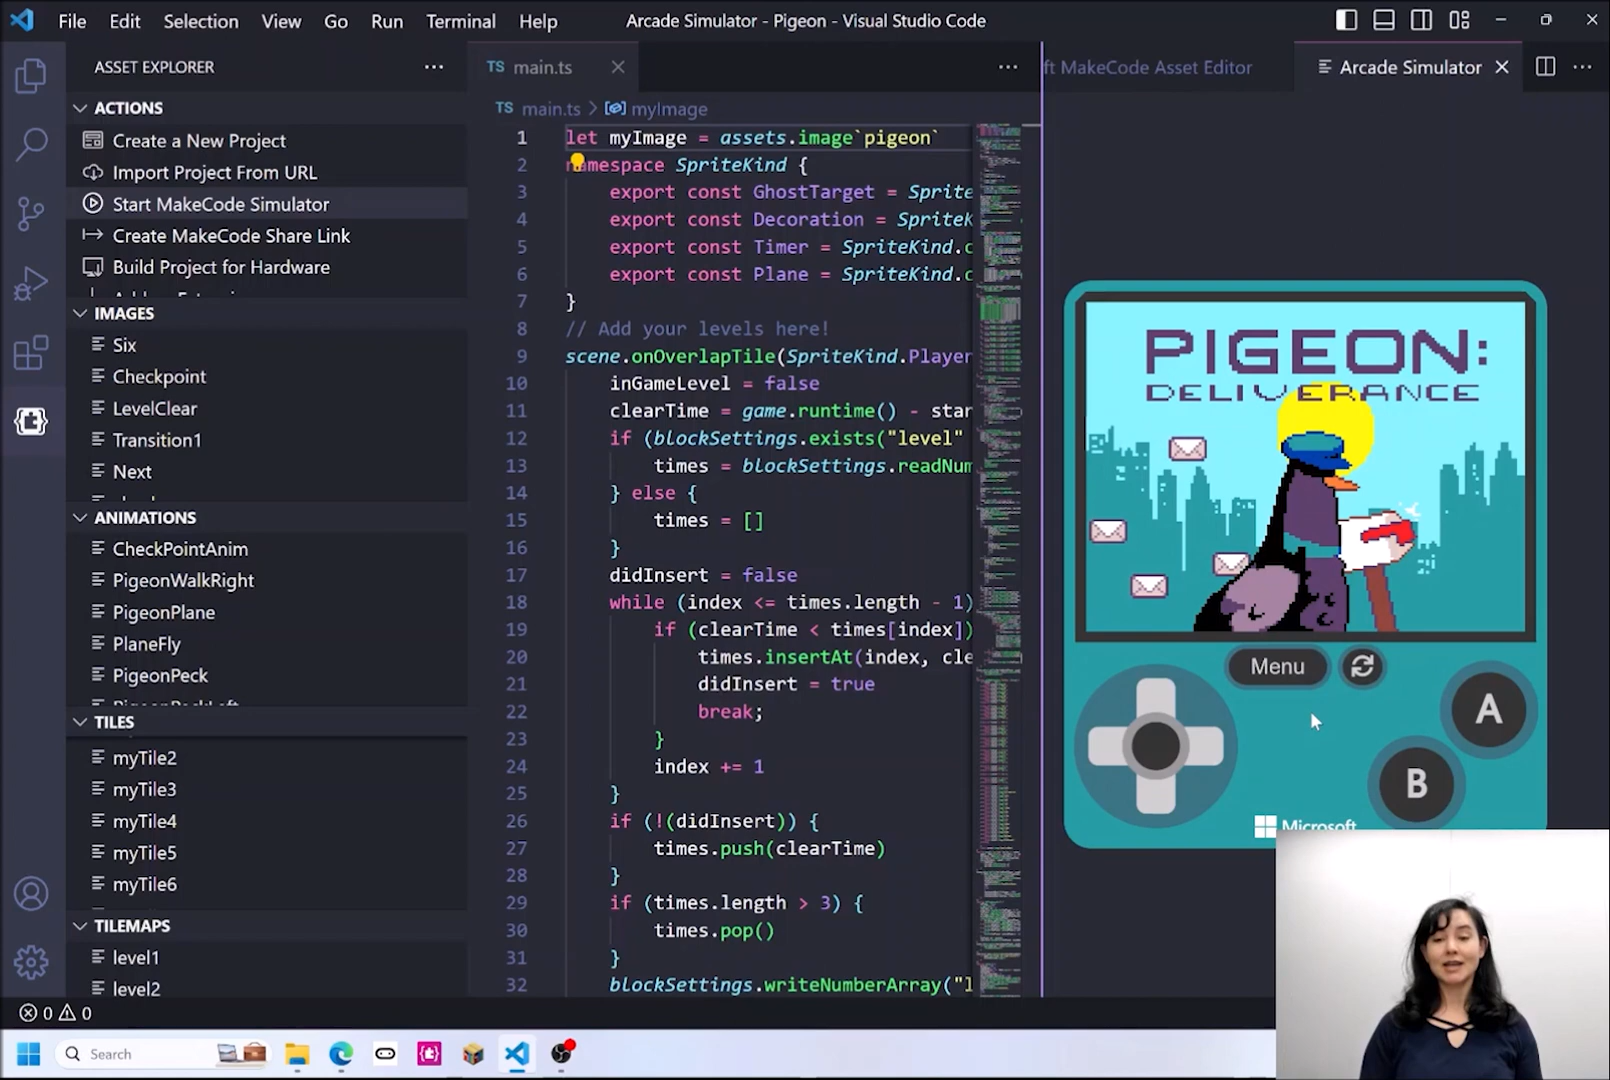 File Edit Selection View Go Run Terminal Help
Arcade Simulator - Pigeon - Visual Studio Code
ASSET EXPLORER
ACTIONS
Create a New Project
Import Project From URL
Start MakeCode Simulator
Create MakeCode Share Link
Build Project for Hardware
IMAGES
Six
Checkpoint
LevelClear
Transition1
Next
ANIMATIONS
CheckPointAnim
PigeonWalkRight
PigeonPlane
PlaneFly
PigeonPeck
TILES
myTile2
myTile3
myTile4
myTile5
myTile6
TILEMAPS
level1
level2
TS main.ts
TS main.ts > myImage
1 let myImage = assets.image`pigeon`
2 namespace SpriteKind {
3 export const GhostTarget = Sprite
4 export const Decoration = SpriteK
5 export const Timer = SpriteKind.c
6 export const Plane = SpriteKind.c
7 }
8 // Add your levels here!
9 scene.onOverlapTile(SpriteKind.Player
10 inGameLevel = false
11 clearTime = game.runtime() - star
12 if (blockSettings.exists("level"
13 times = blockSettings.readNum
14 } else {
15 times = []
16 }
17 didInsert = false
18 while (index <= times.length - 1)
19 if (clearTime < times[index])
20 times.insertAt(index, cle
21 didInsert = true
22 break;
23 }
24 index += 1
25 }
26 if (!(didInsert)) {
27 times.push(clearTime)
28 }
29 if (times.length > 3) {
30 times.pop()
31 }
32 blockSettings.writeNumberArray("l
ft MakeCode Asset Editor
Arcade Simulator
PIGEON:
DELIVERANCE
Menu
A
B
Microsoft
0 0
Search